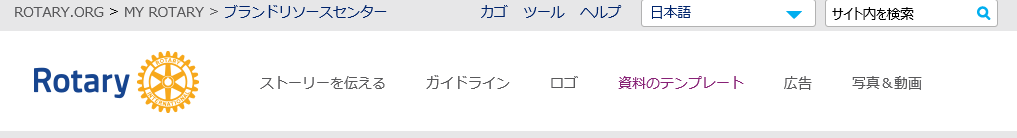 ROTARY.ORG > MY ROTARY > ブランドリソースセンター カゴ ツール ヘルプ 日本語 サイト内を検索
Rotary ROTARY INTERNATIONAL ストーリーを伝える ガイドライン ロゴ 資料のテンプレート 広告 写真＆動画